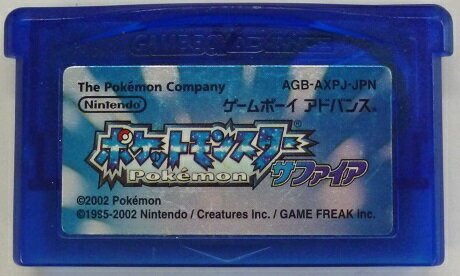 GAME BOY ADVANCE
The Pokémon Company AGB-AXPJ-JPN
Nintendo ゲームボーイ アドバンス
ポケットモンスター
Pokémon サファイア
©2002 Pokémon
©1995-2002 Nintendo / Creatures Inc. / GAME FREAK Inc.